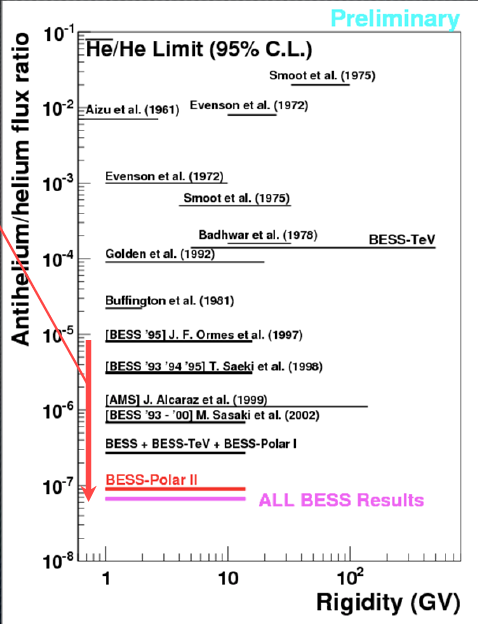 Preliminary
H̅e̅/He Limit (95% C.L.)
Smoot et al. (1975)
Aizu et al. (1961)
Evenson et al. (1972)
Evenson et al. (1972)
Smoot et al. (1975)
Badhwar et al. (1978)
BESS-TeV
Golden et al. (1992)
Buffington et al. (1981)
[BESS '95] J. F. Ormes et al. (1997)
[BESS '93 '94 '95] T. Saeki et al. (1998)
[AMS] J. Alcaraz et al. (1999)
[BESS '93 - '00] M. Sasaki et al. (2002)
BESS + BESS-TeV + BESS-Polar I
BESS-Polar II
ALL BESS Results
Antihelium/helium flux ratio
10⁻¹
10⁻²
10⁻³
10⁻⁴
10⁻⁵
10⁻⁶
10⁻⁷
10⁻⁸
1 10 10²
Rigidity (GV)